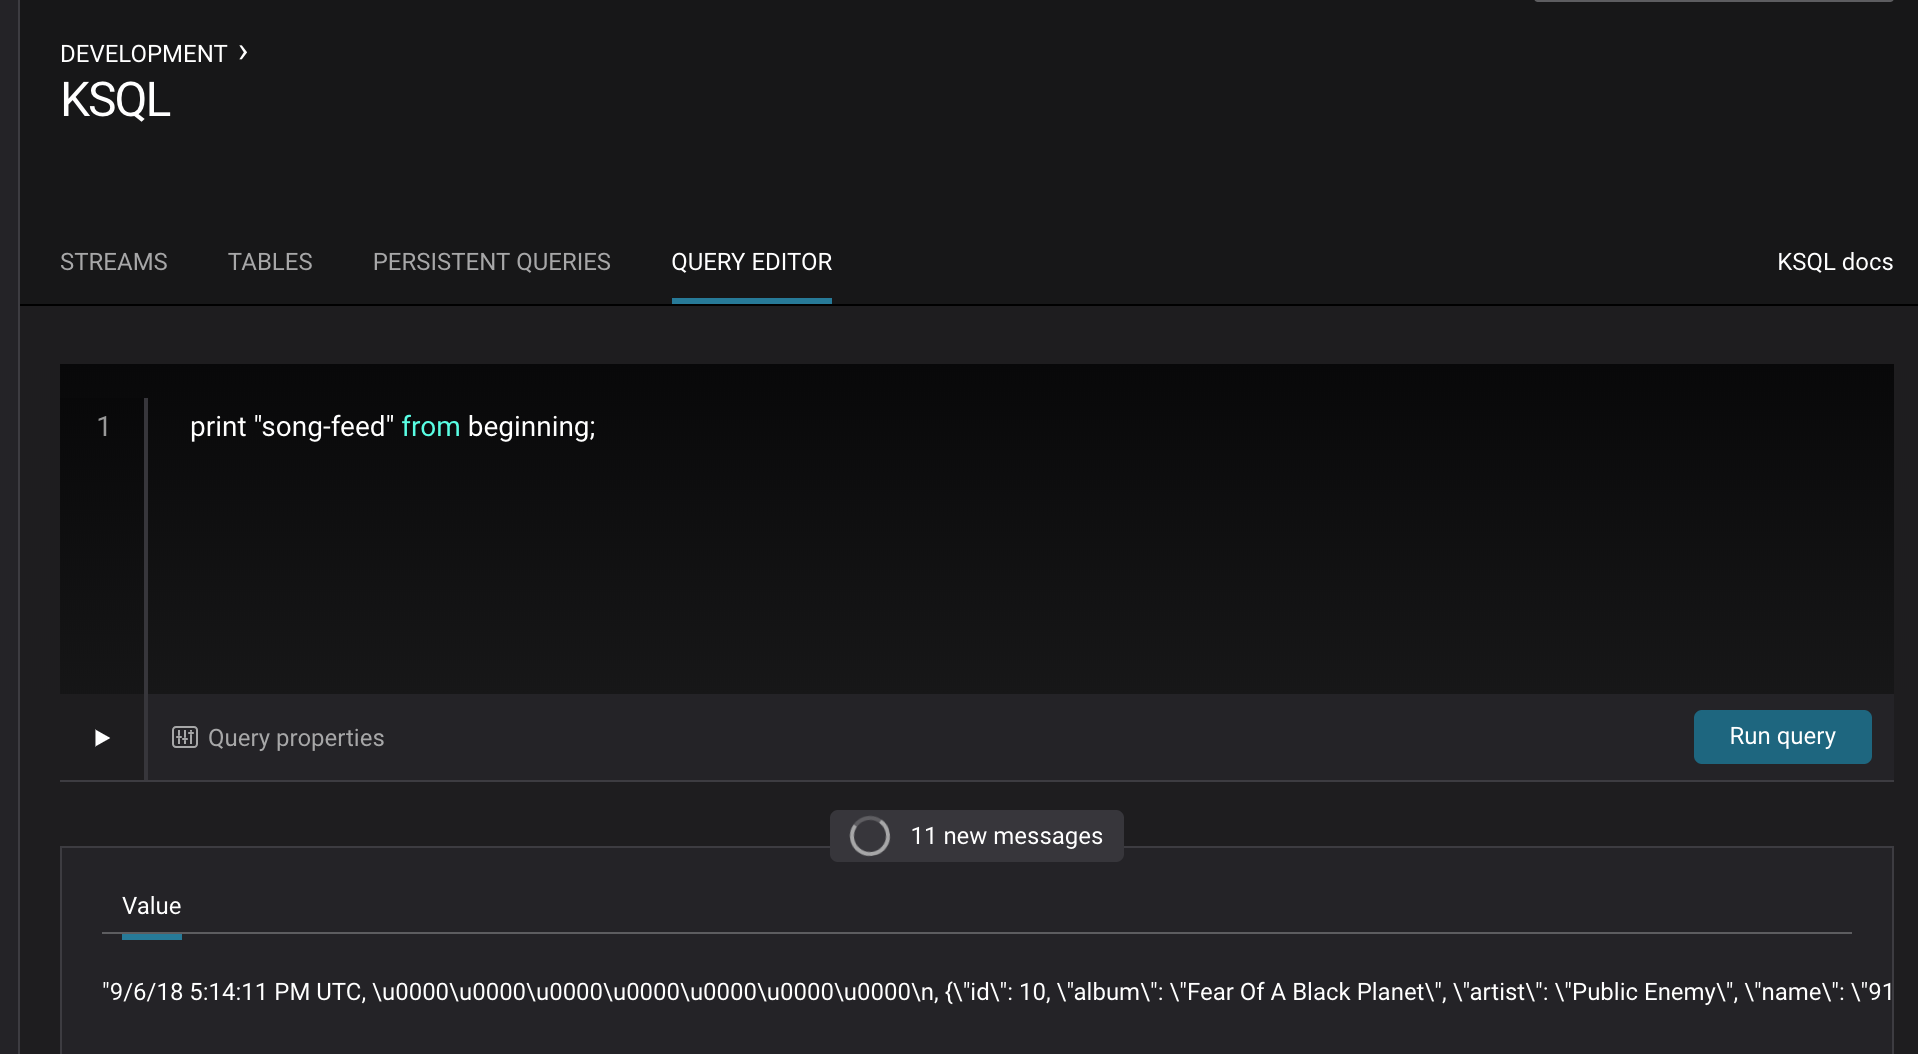 DEVELOPMENT >
KSQL
STREAMS TABLES PERSISTENT QUERIES QUERY EDITOR KSQL docs
1 print "song-feed" from beginning;
Query properties Run query
11 new messages
Value
"9/6/18 5:14:11 PM UTC, \u0000\u0000\u0000\u0000\u0000\u0000\u0000\n, {\"id\": 10, \"album\": \"Fear Of A Black Planet\", \"artist\": \"Public Enemy\", \"name\": \"91